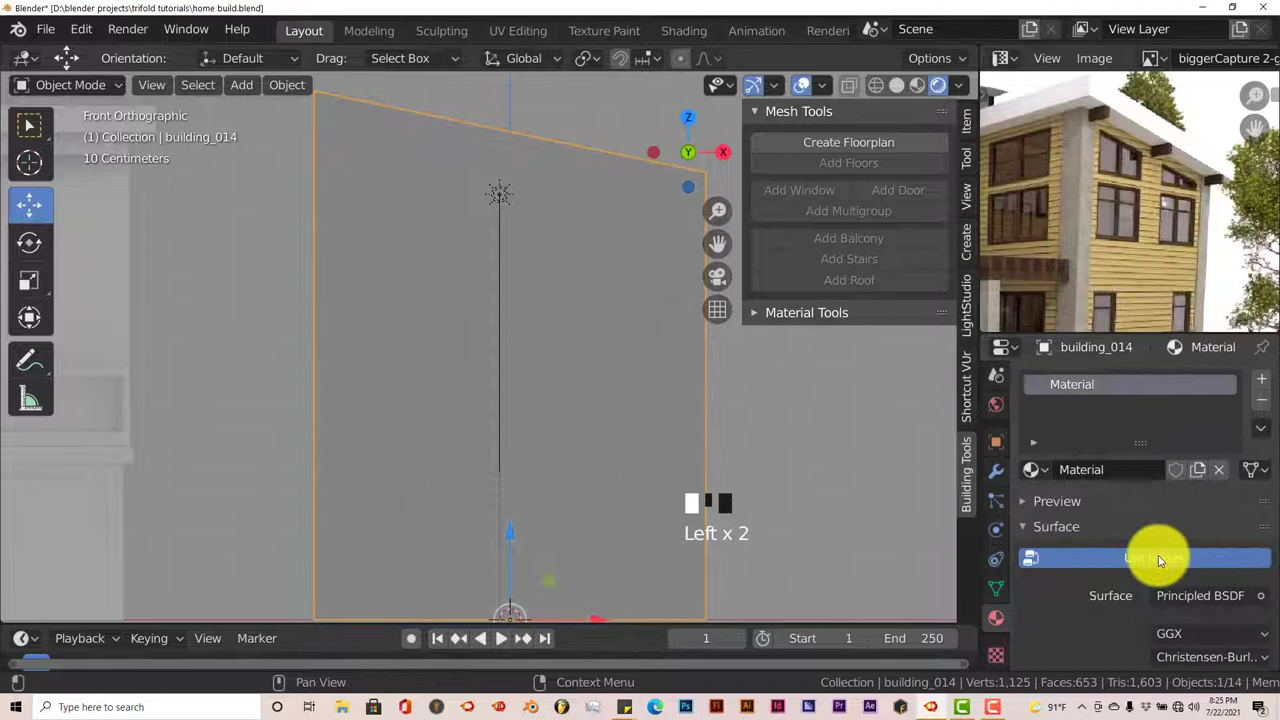 Blender* [D:\blender projects\trifold tutorials\home build.blend]
File Edit Render Window Help Layout Modeling Sculpting UV Editing Texture Paint Shading Animation Renderi Scene View Layer
Orientation: Default Drag: Select Box Global Options View Image biggerCapture 2-g
Object Mode View Select Add Object
Front Orthographic
(1) Collection | building_014
10 Centimeters
Z
Y
X
Mesh Tools
Create Floorplan
Add Floors
Add Window Add Door
Add Multigroup
Add Balcony
Add Stairs
Add Roof
Material Tools
Item
Tool
View
Create
LightStudio
Shortcut VUr
Building Tools
building_014 Material
Material
Material
Preview
Surface
Surface Principled BSDF
GGX
Christensen-Burl..
Left x 2
Playback Keying View Marker 1 Start 1 End 250
Pan View Context Menu Collection | building_014 | Verts:1,125 | Faces:653 | Tris:1,603 | Objects:1/14 |
Type here to search
91°F
8:25 PM
7/22/2021